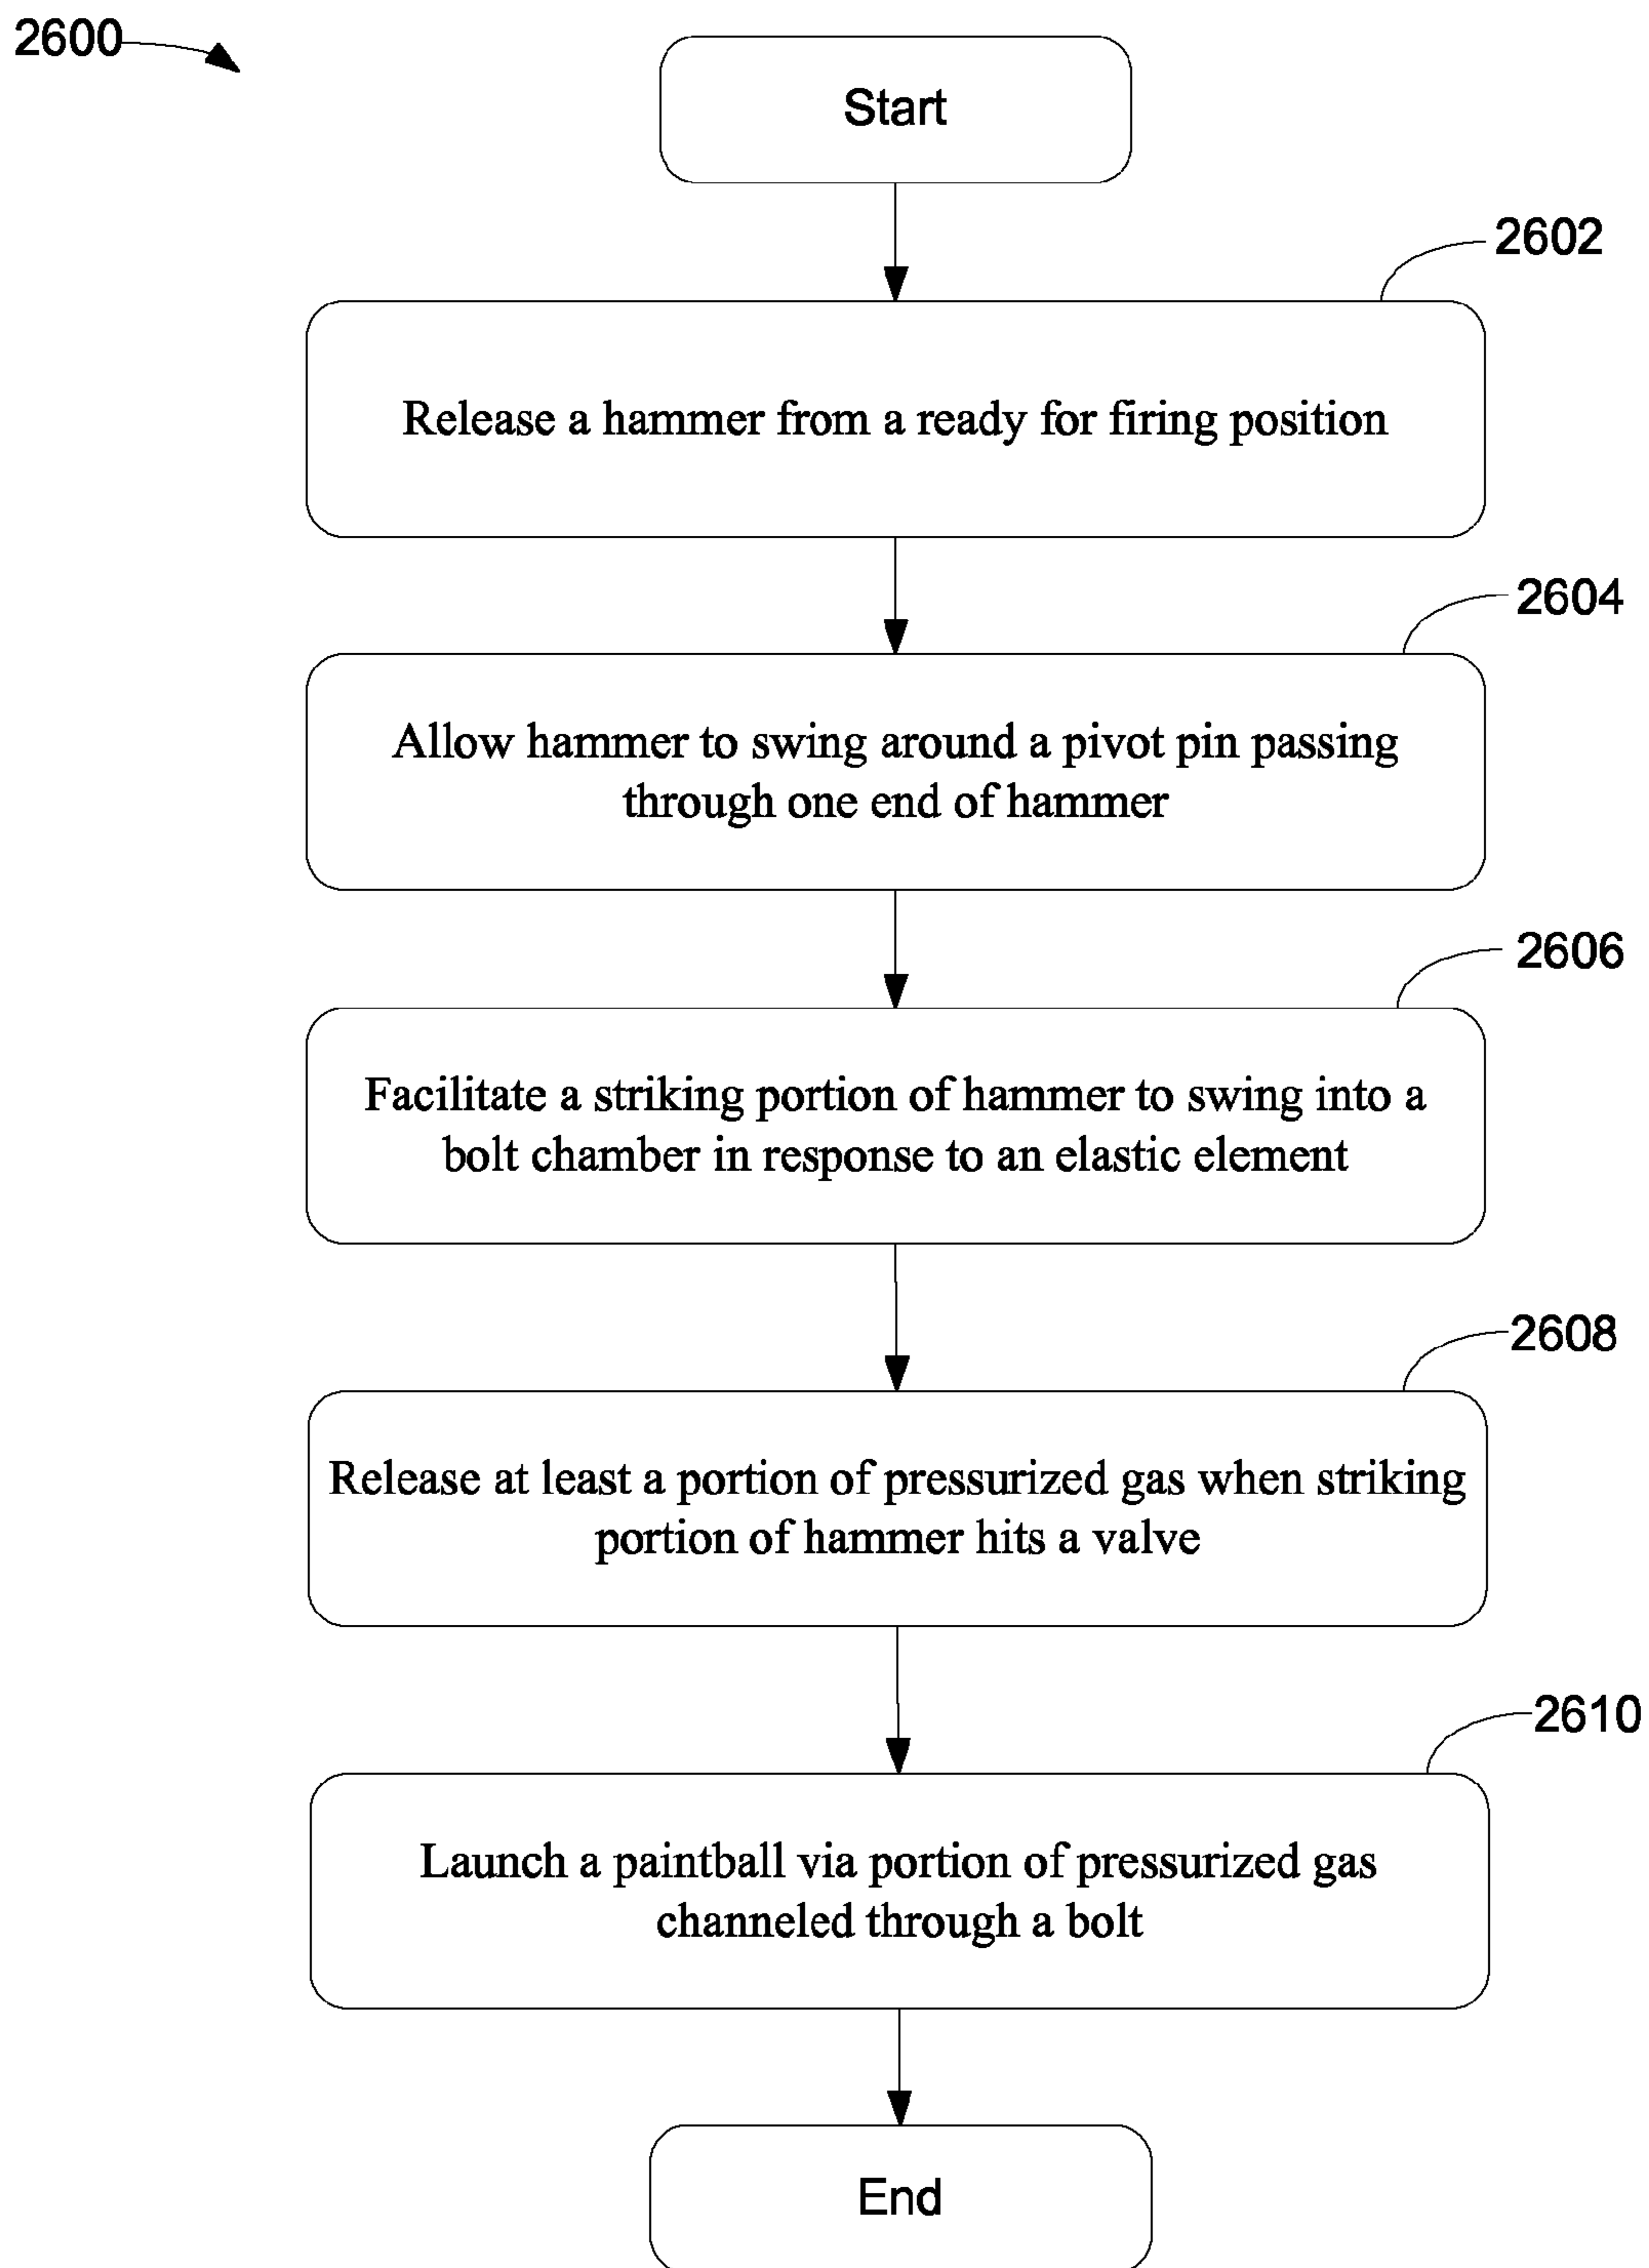 2600
Start
2602
Release a hammer from a ready for firing position
2604
Allow hammer to swing around a pivot pin passing
through one end of hammer
2606
Facilitate a striking portion of hammer to swing into a
bolt chamber in response to an elastic element
2608
Release at least a portion of pressurized gas when striking
portion of hammer hits a valve
2610
Launch a paintball via portion of pressurized gas
channeled through a bolt
End